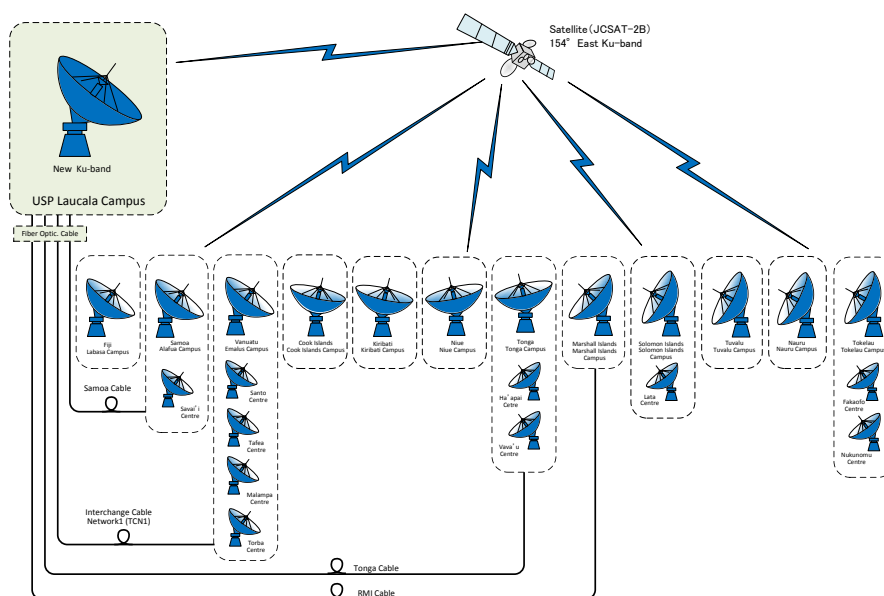 Satellite(JCSAT-2B)
154° East Ku-band
New Ku-band
USP Laucala Campus
Fiber Optic. Cable
Fiji
Labasa Campus
Samoa
Alafua Campus
Savai`i
Centre
Vanuatu
Emalus Campus
Santo
Centre
Tafea
Centre
Malampa
Centre
Torba
Centre
Cook Islands
Cook Islands Campus
Kiribati
Kiribati Campus
Niue
Niue Campus
Tonga
Tonga Campus
Ha`apai
Cetre
Vava`u
Centre
Marshall Islands
Marshall Islands
Campus
Solomon Islands
Solomon Islands
Campus
Lata
Centre
Tuvalu
Tuvalu Campus
Nauru
Nauru Campus
Tokelau
Tokelau Campus
Fakaofo
Centre
Nukunomu
Centre
Samoa Cable
Interchange Cable
Network1 (TCN1)
Tonga Cable
RMI Cable